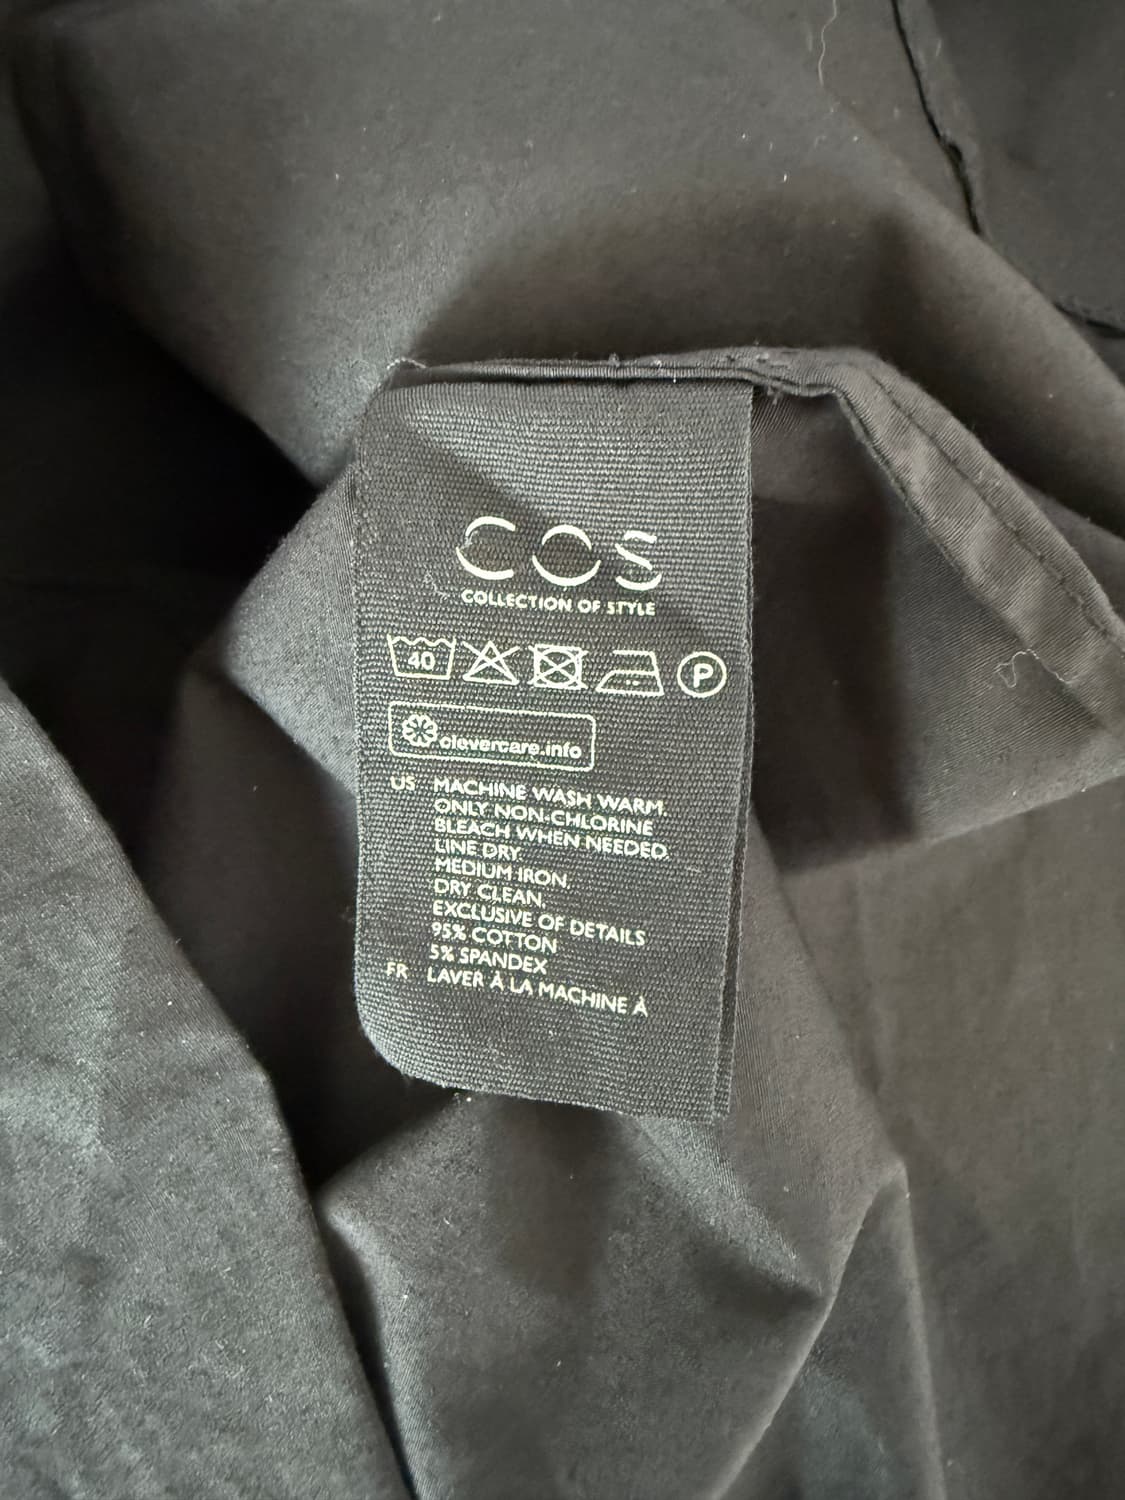 COS
COLLECTION OF STYLE
40
P
clevercare.info
US MACHINE WASH WARM.
ONLY NON-CHLORINE
BLEACH WHEN NEEDED.
LINE DRY.
MEDIUM IRON.
DRY CLEAN.
EXCLUSIVE OF DETAILS
95% COTTON
5% SPANDEX
FR LAVER À LA MACHINE À